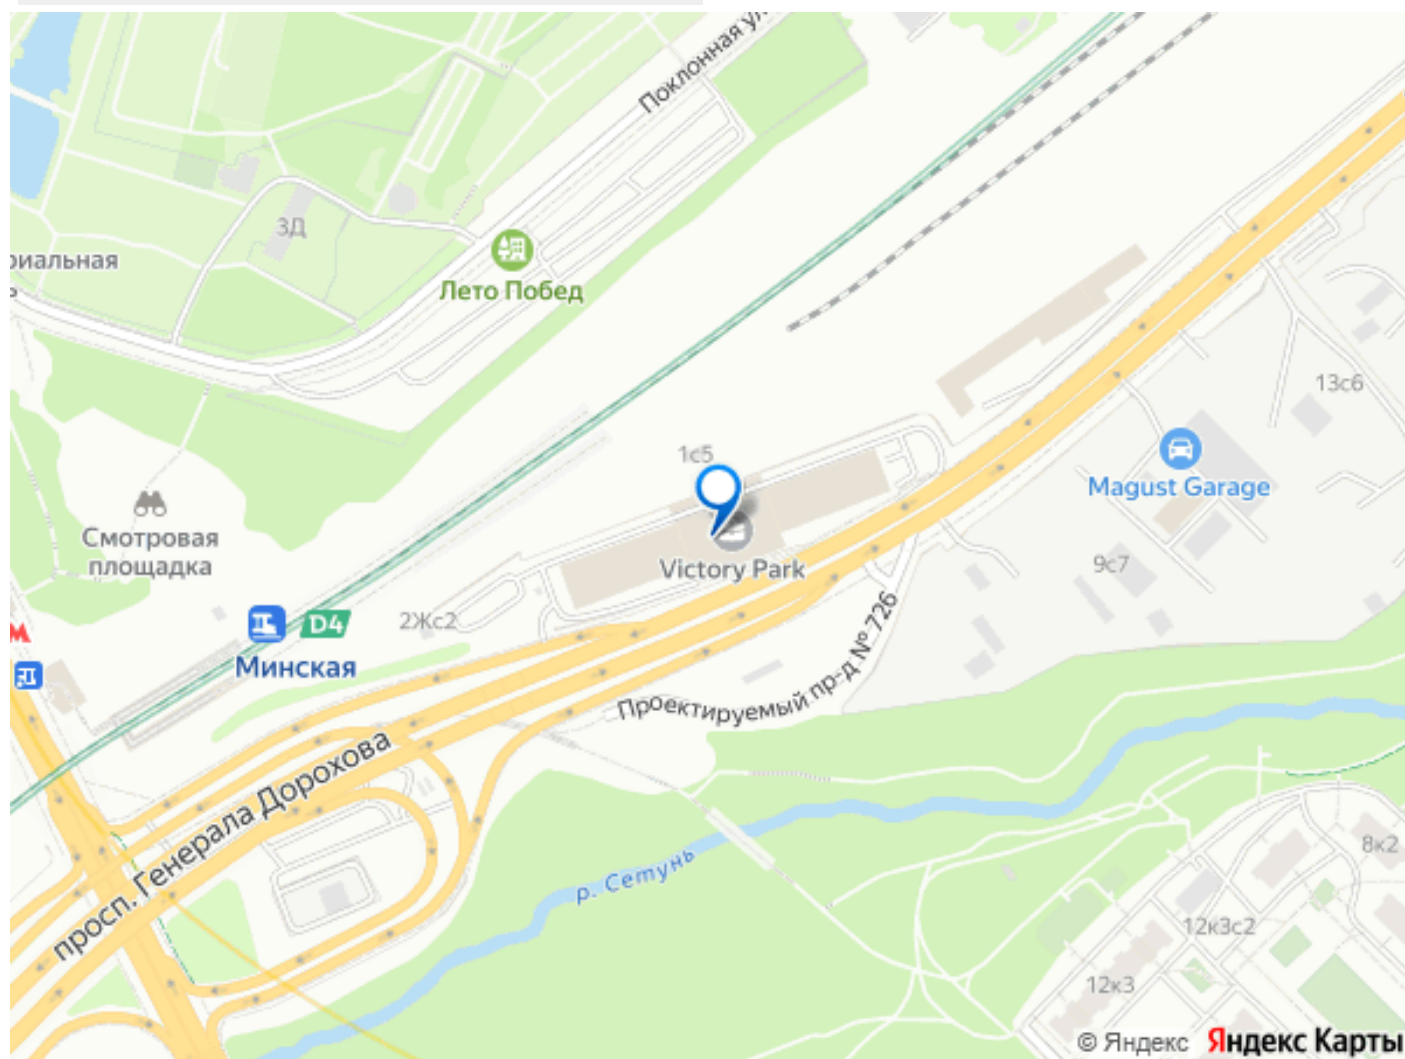 Поклонная ул
3Д
риальная
Лето Побед
13с6
1с5
Magust Garage
Смотровая
площадка
Victory Park
9с7
2Жс2
D4
Минская
Проектируемый пр-д № 726
просп. Генерала Дорохова
р. Сетунь
8к2
12к3с2
12к3
© Яндекс Яндекс Карты